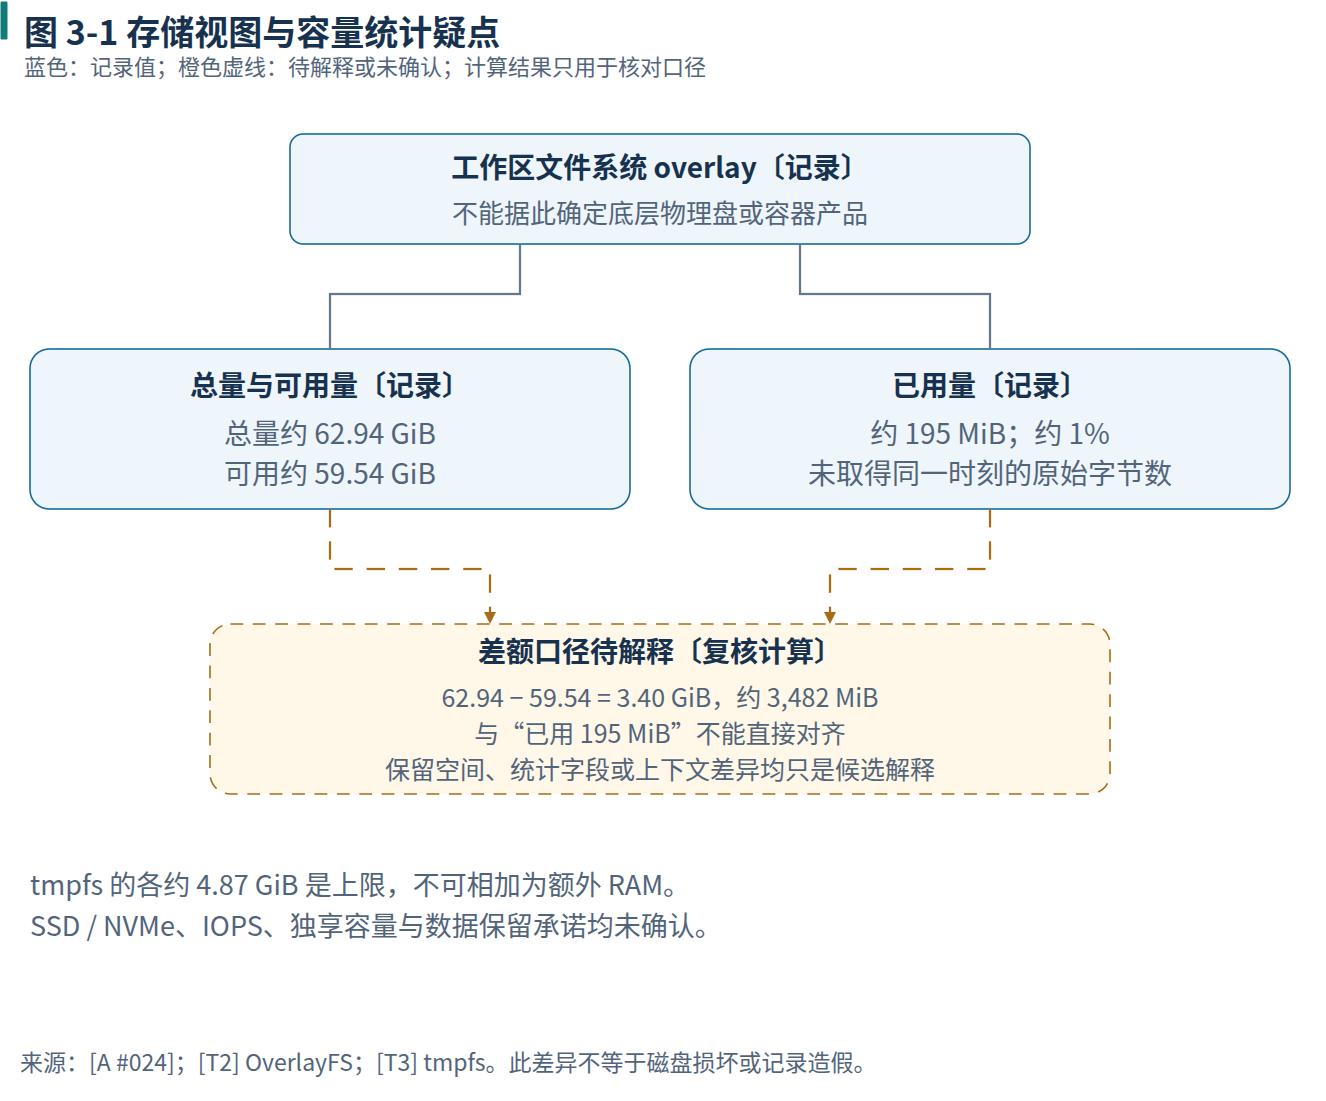 图 3-1 存储视图与容量统计疑点
蓝色：记录值；橙色虚线：待解释或未确认；计算结果只用于核对口径
工作区文件系统 overlay〔记录〕
不能据此确定底层物理盘或容器产品
总量与可用量〔记录〕
总量约 62.94 GiB
可用约 59.54 GiB
已用量〔记录〕
约 195 MiB；约 1%
未取得同一时刻的原始字节数
差额口径待解释〔复核计算〕
62.94 − 59.54 = 3.40 GiB，约 3,482 MiB
与“已用 195 MiB”不能直接对齐
保留空间、统计字段或上下文差异均只是候选解释
tmpfs 的各约 4.87 GiB 是上限，不可相加为额外 RAM。
SSD / NVMe、IOPS、独享容量与数据保留承诺均未确认。
来源：[A #024]；[T2] OverlayFS；[T3] tmpfs。此差异不等于磁盘损坏或记录造假。